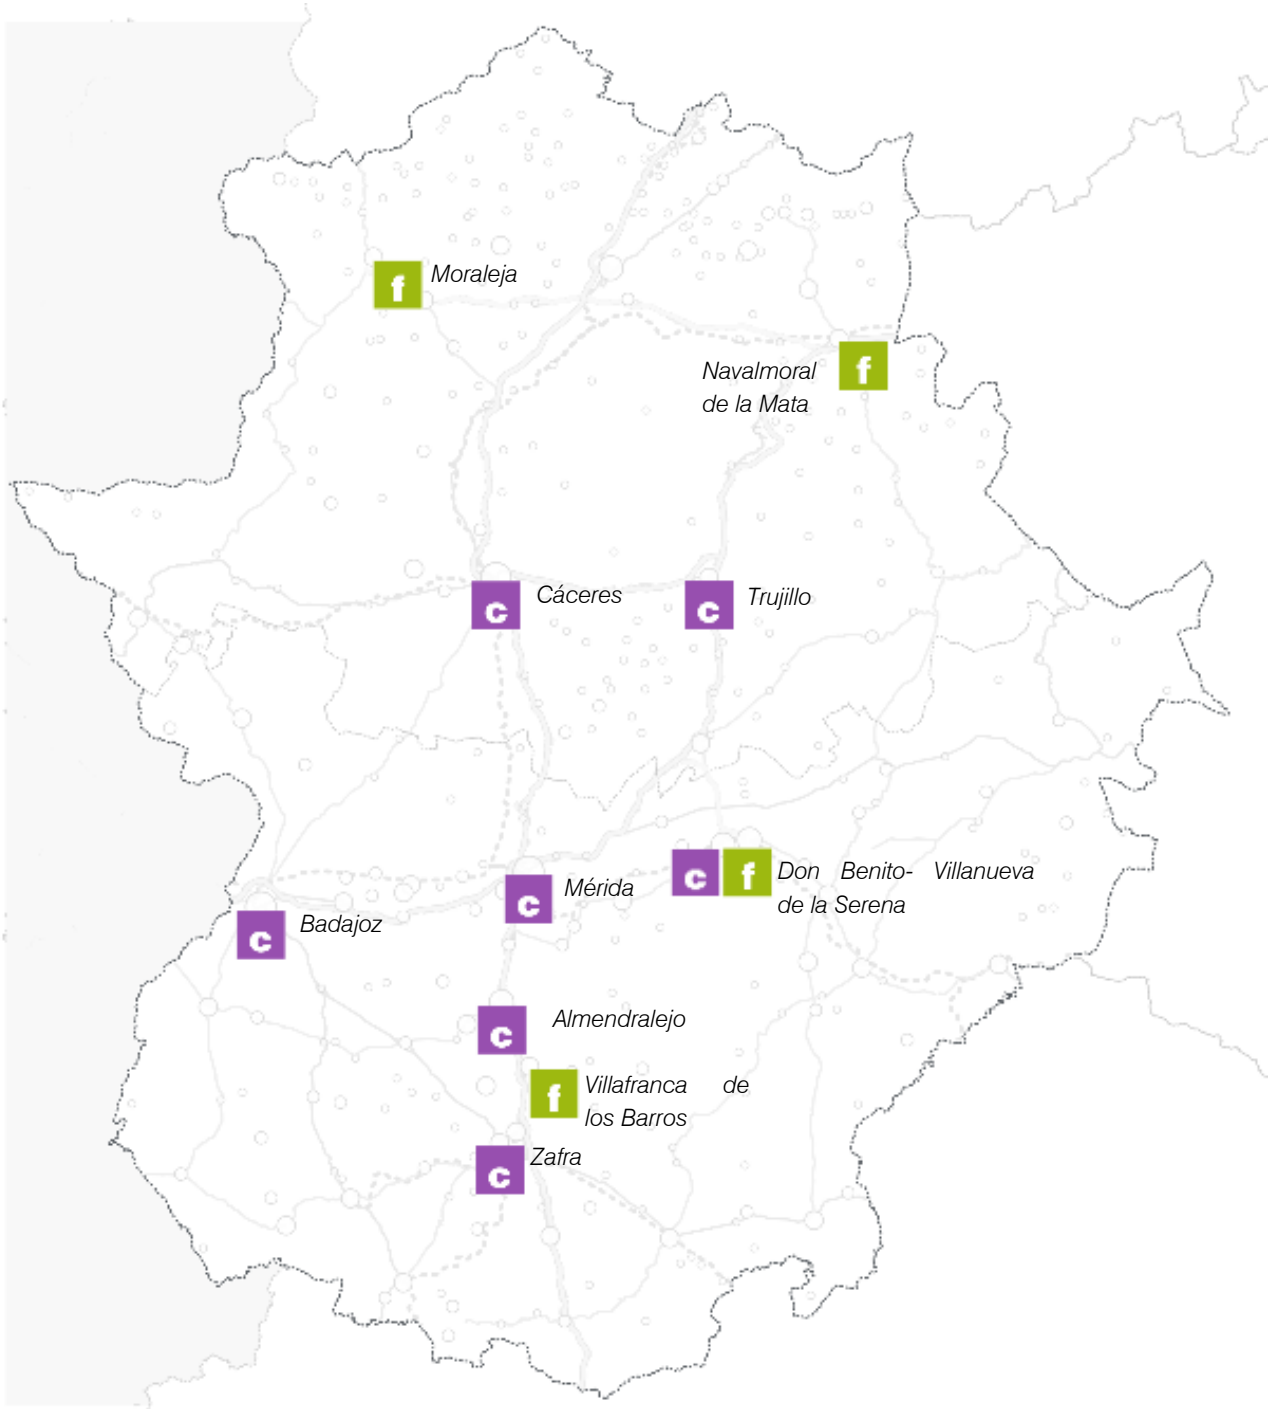 f Moraleja
Navalmoral f
de la Mata
c Cáceres
c Trujillo
c f Don Benito- Villanueva
de la Serena
c Mérida
c Badajoz
c Almendralejo
f Villafranca de
los Barros
c Zafra